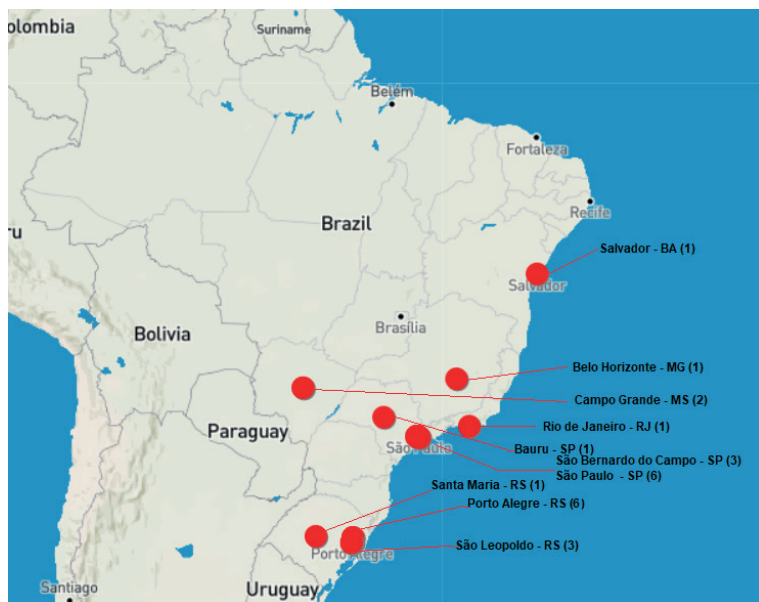 olombia
Suriname
Belém
Fortaleza
Recife
Brazil
ru
Salvador - BA (1)
Salvador
Brasília
Bolivia
Belo Horizonte - MG (1)
Campo Grande - MS (2)
Rio de Janeiro - RJ (1)
Paraguay
Bauru - SP (1)
São Paulo
São Bernardo do Campo - SP (3)
São Paulo - SP (6)
Santa Maria - RS (1)
Porto Alegre - RS (6)
São Leopoldo - RS (3)
Porto Alegre
Santiago
Uruguay